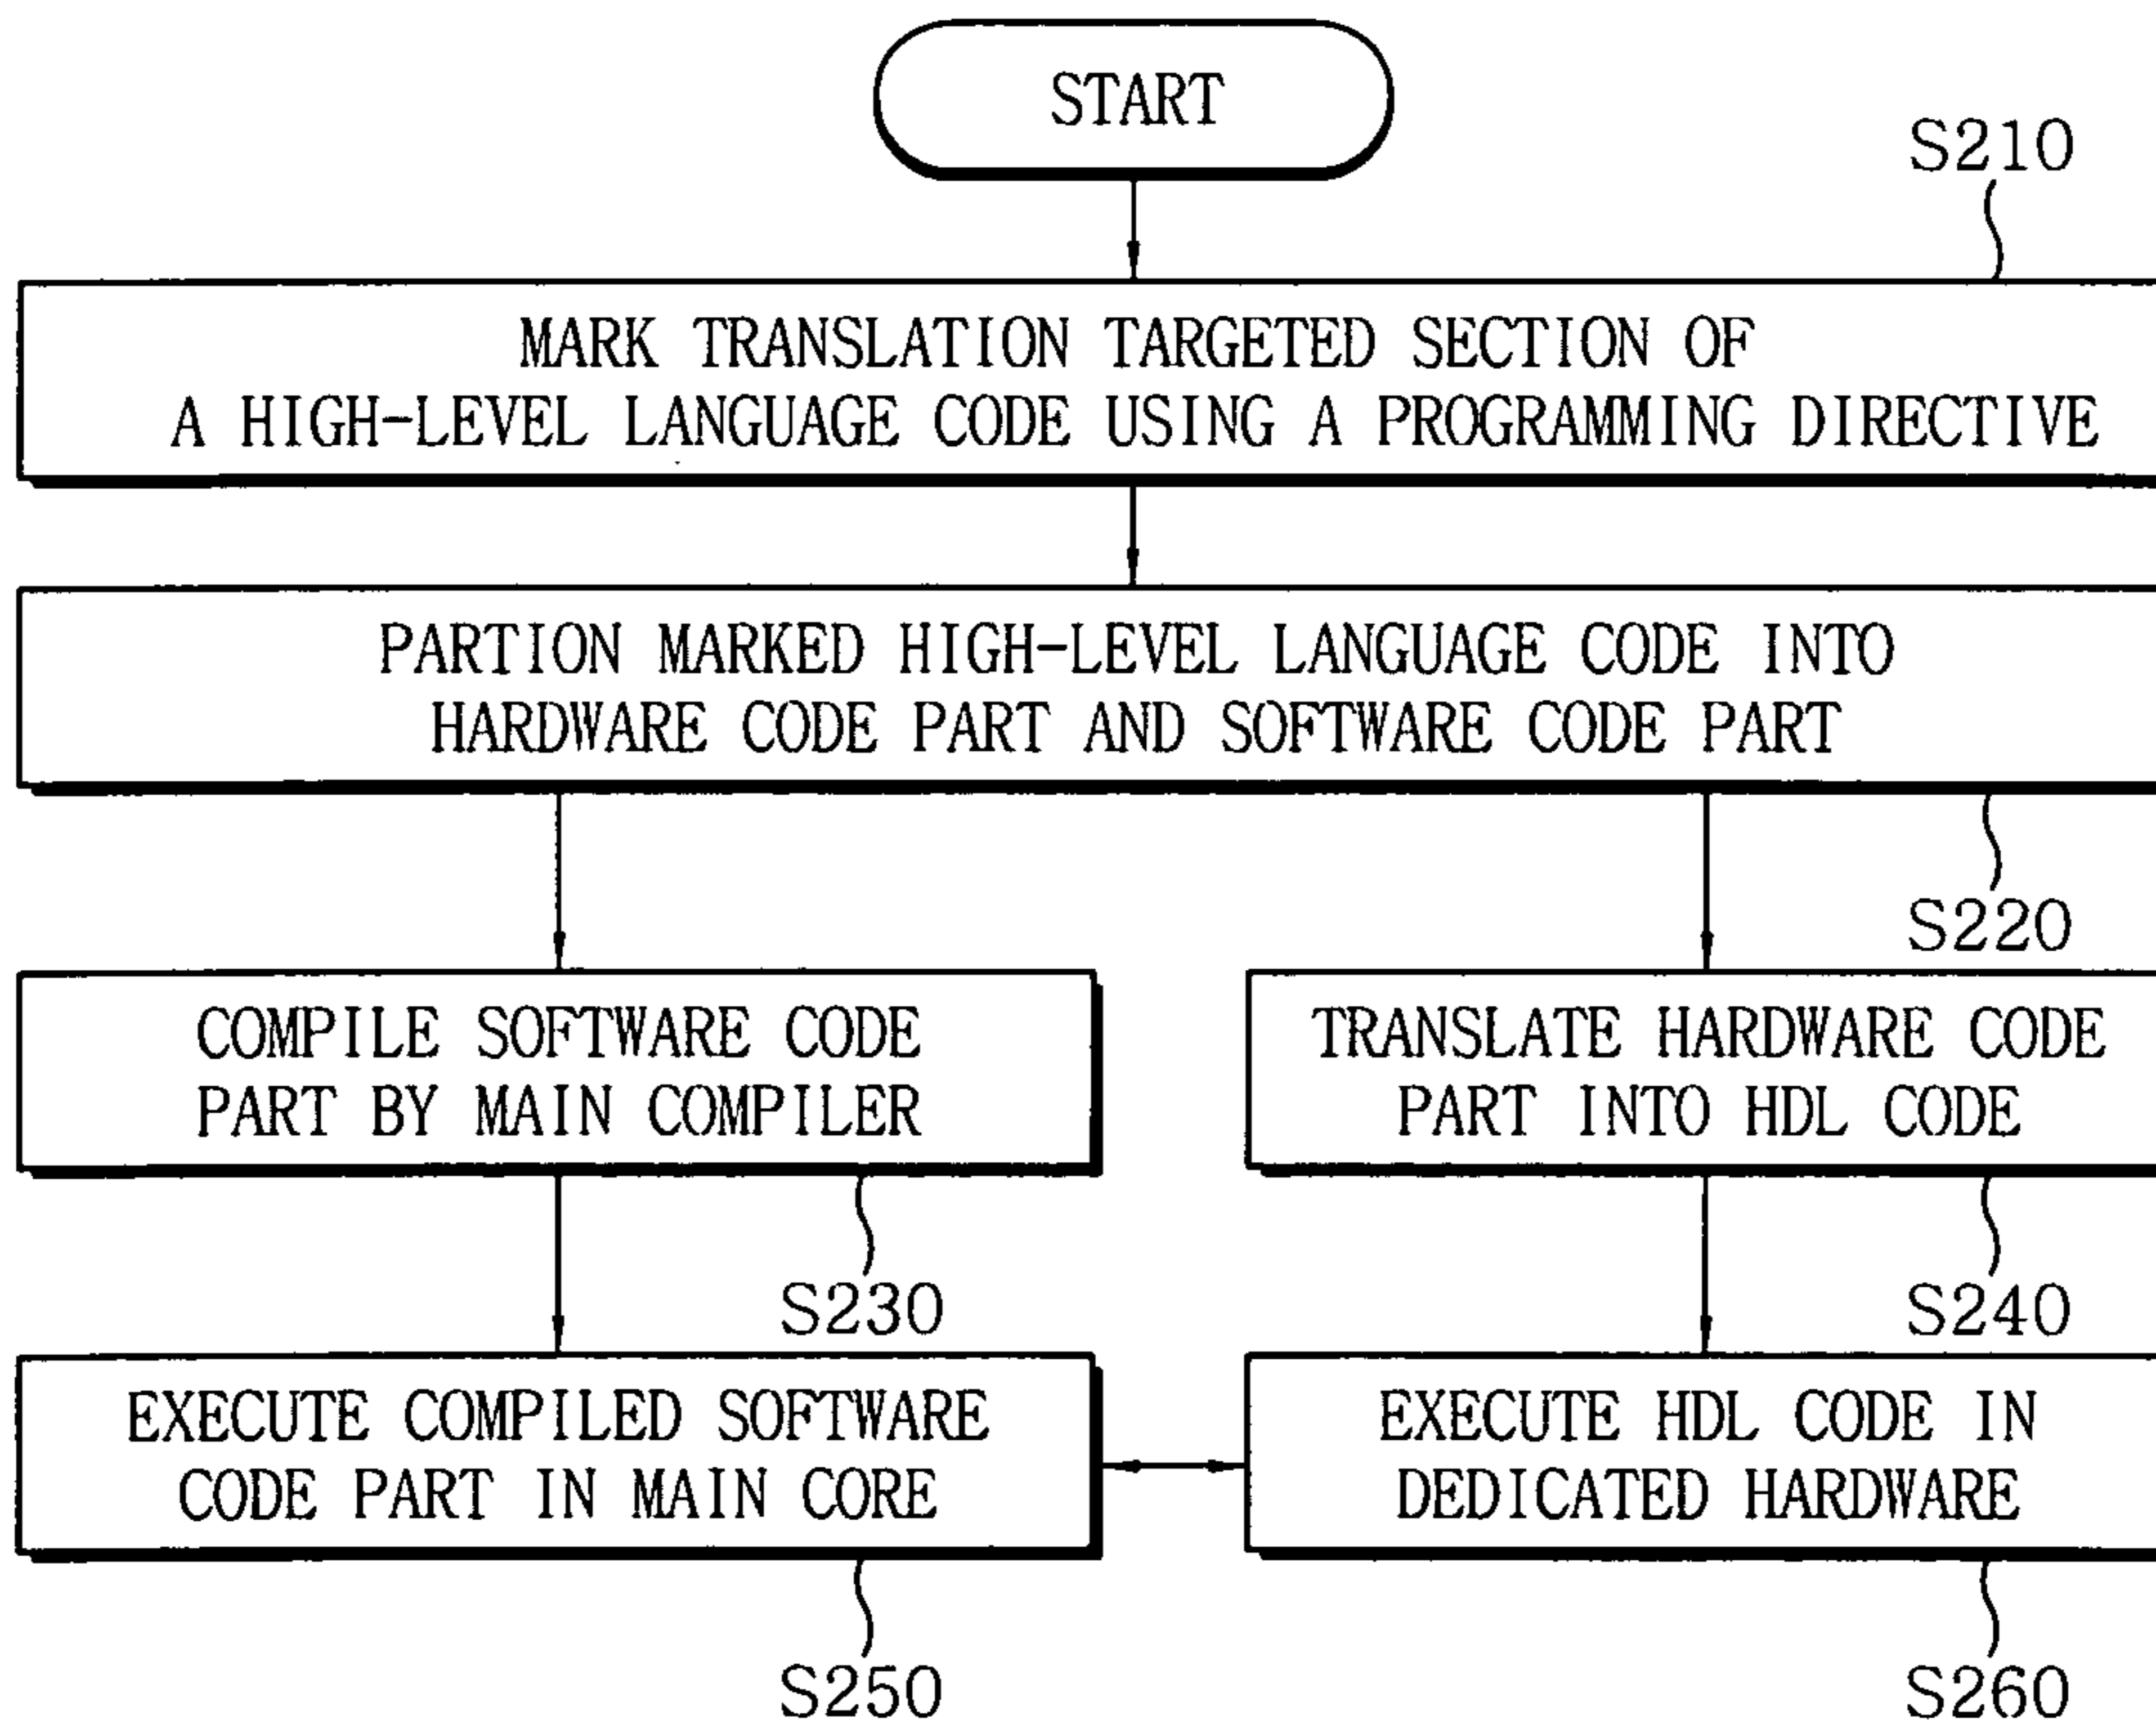 START
S210
MARK TRANSLATION TARGETED SECTION OF
A HIGH-LEVEL LANGUAGE CODE USING A PROGRAMMING DIRECTIVE
PARTION MARKED HIGH-LEVEL LANGUAGE CODE INTO
HARDWARE CODE PART AND SOFTWARE CODE PART
S220
COMPILE SOFTWARE CODE
PART BY MAIN COMPILER
S230
TRANSLATE HARDWARE CODE
PART INTO HDL CODE
S240
EXECUTE COMPILED SOFTWARE
CODE PART IN MAIN CORE
S250
EXECUTE HDL CODE IN
DEDICATED HARDWARE
S260